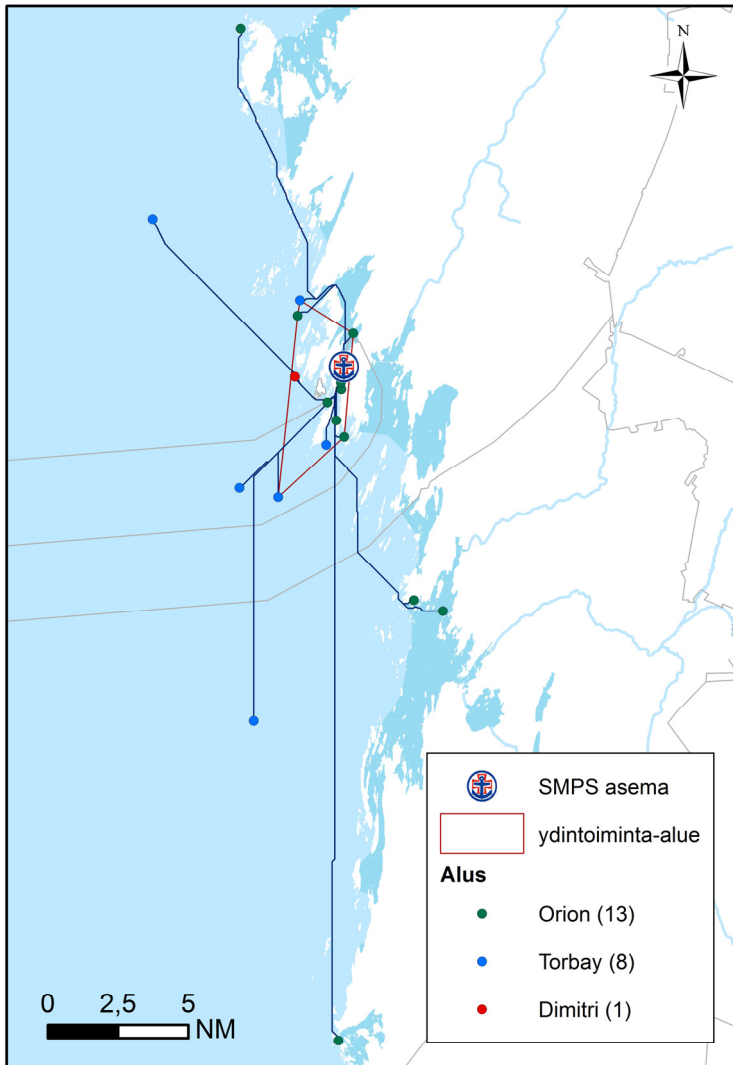 N
SMPS asema
ydintoiminta-alue
Alus
Orion (13)
Torbay (8)
Dimitri (1)
0 2,5 5
NM